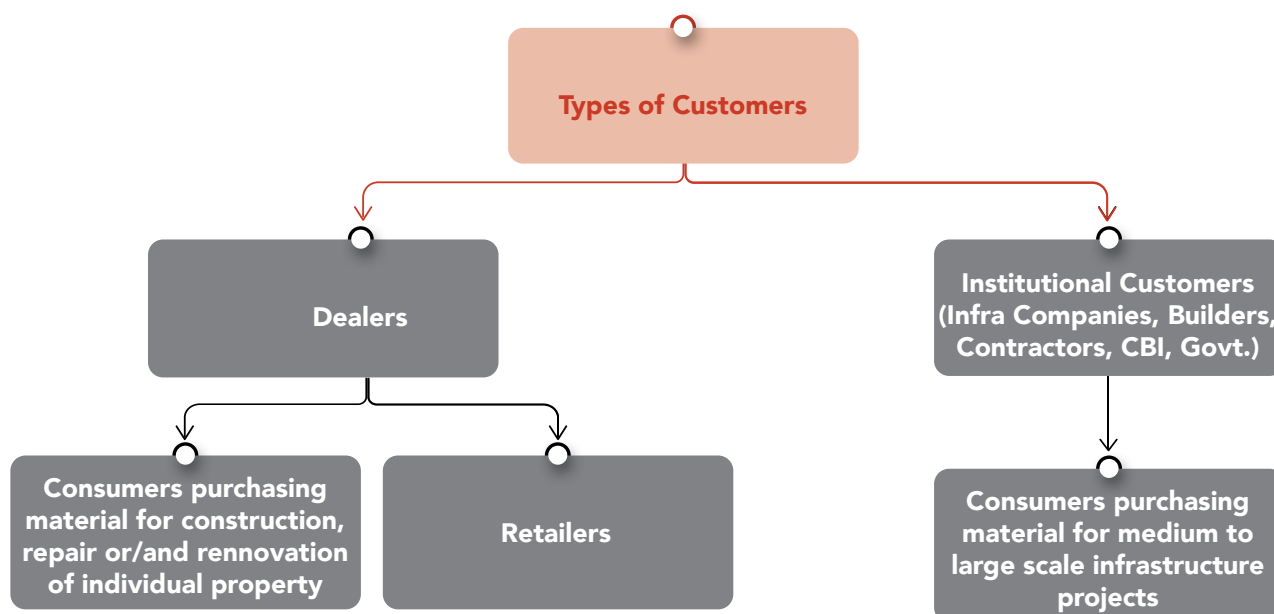 Types of Customers
Dealers
Institutional Customers
(Infra Companies, Builders,
Contractors, CBI, Govt.)
Consumers purchasing
material for construction,
repair or/and rennovation
of individual property
Retailers
Consumers purchasing
material for medium to
large scale infrastructure
projects